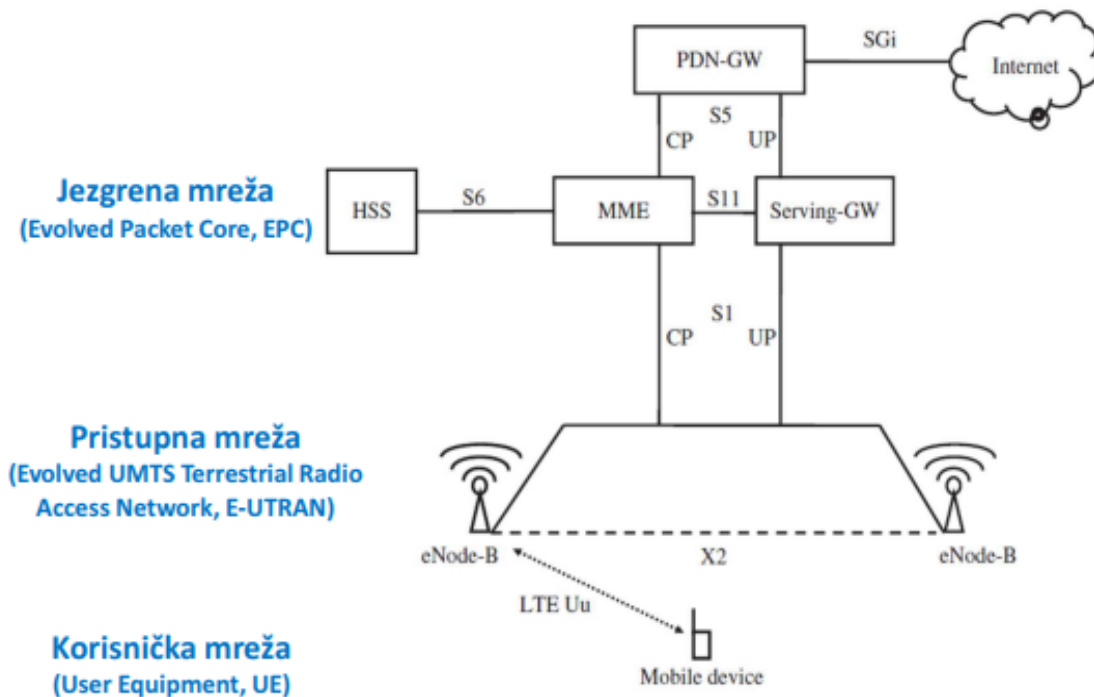 PDN-GW
SGi
Internet
S5
CP UP
Jezgrena mreža
(Evolved Packet Core, EPC)
HSS
S6
MME
S11
Serving-GW
S1
CP UP
Pristupna mreža
(Evolved UMTS Terrestrial Radio
Access Network, E-UTRAN)
eNode-B
X2
eNode-B
LTE Uu
Korisnička mreža
(User Equipment, UE)
Mobile device